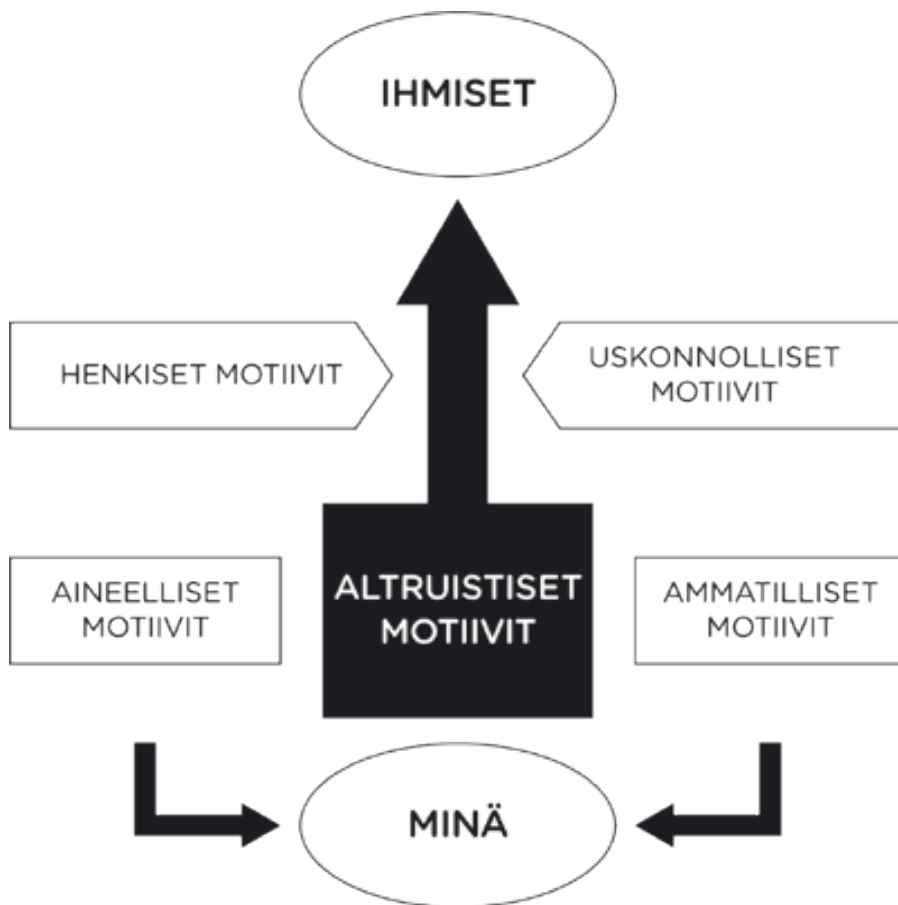 IHMISET
HENKISET MOTIIVIT
USKONNOLLISET
MOTIIVIT
AINEELLISET
MOTIIVIT
ALTRUISTISET
MOTIIVIT
AMMATILLISET
MOTIIVIT
MINÄ